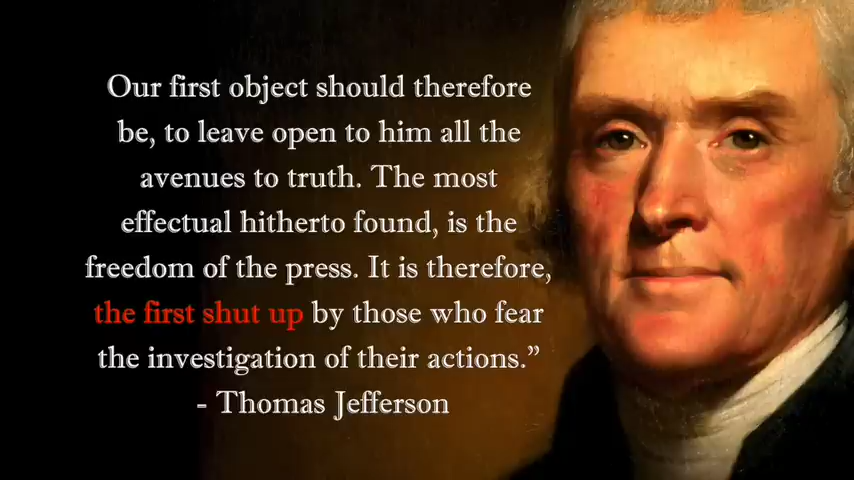 Our first object should therefore
be, to leave open to him all the
avenues to truth. The most
effectual hitherto found, is the
freedom of the press. It is therefore,
the first shut up by those who fear
the investigation of their actions.”
- Thomas Jefferson